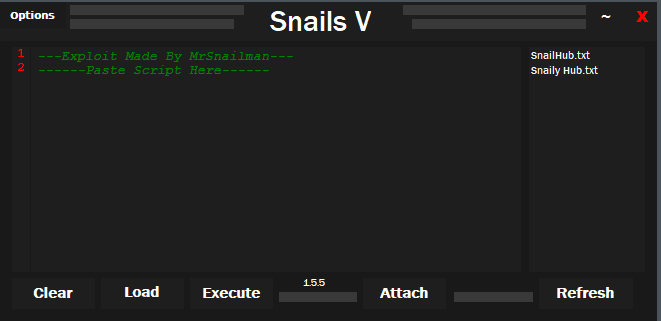 Options
Snails V
~
X
1 ---Exploit Made By MrSnailman---
2 ------Paste Script Here------
SnailHub.txt
Snaily Hub.txt
Clear
Load
Execute
1.5.5
Attach
Refresh